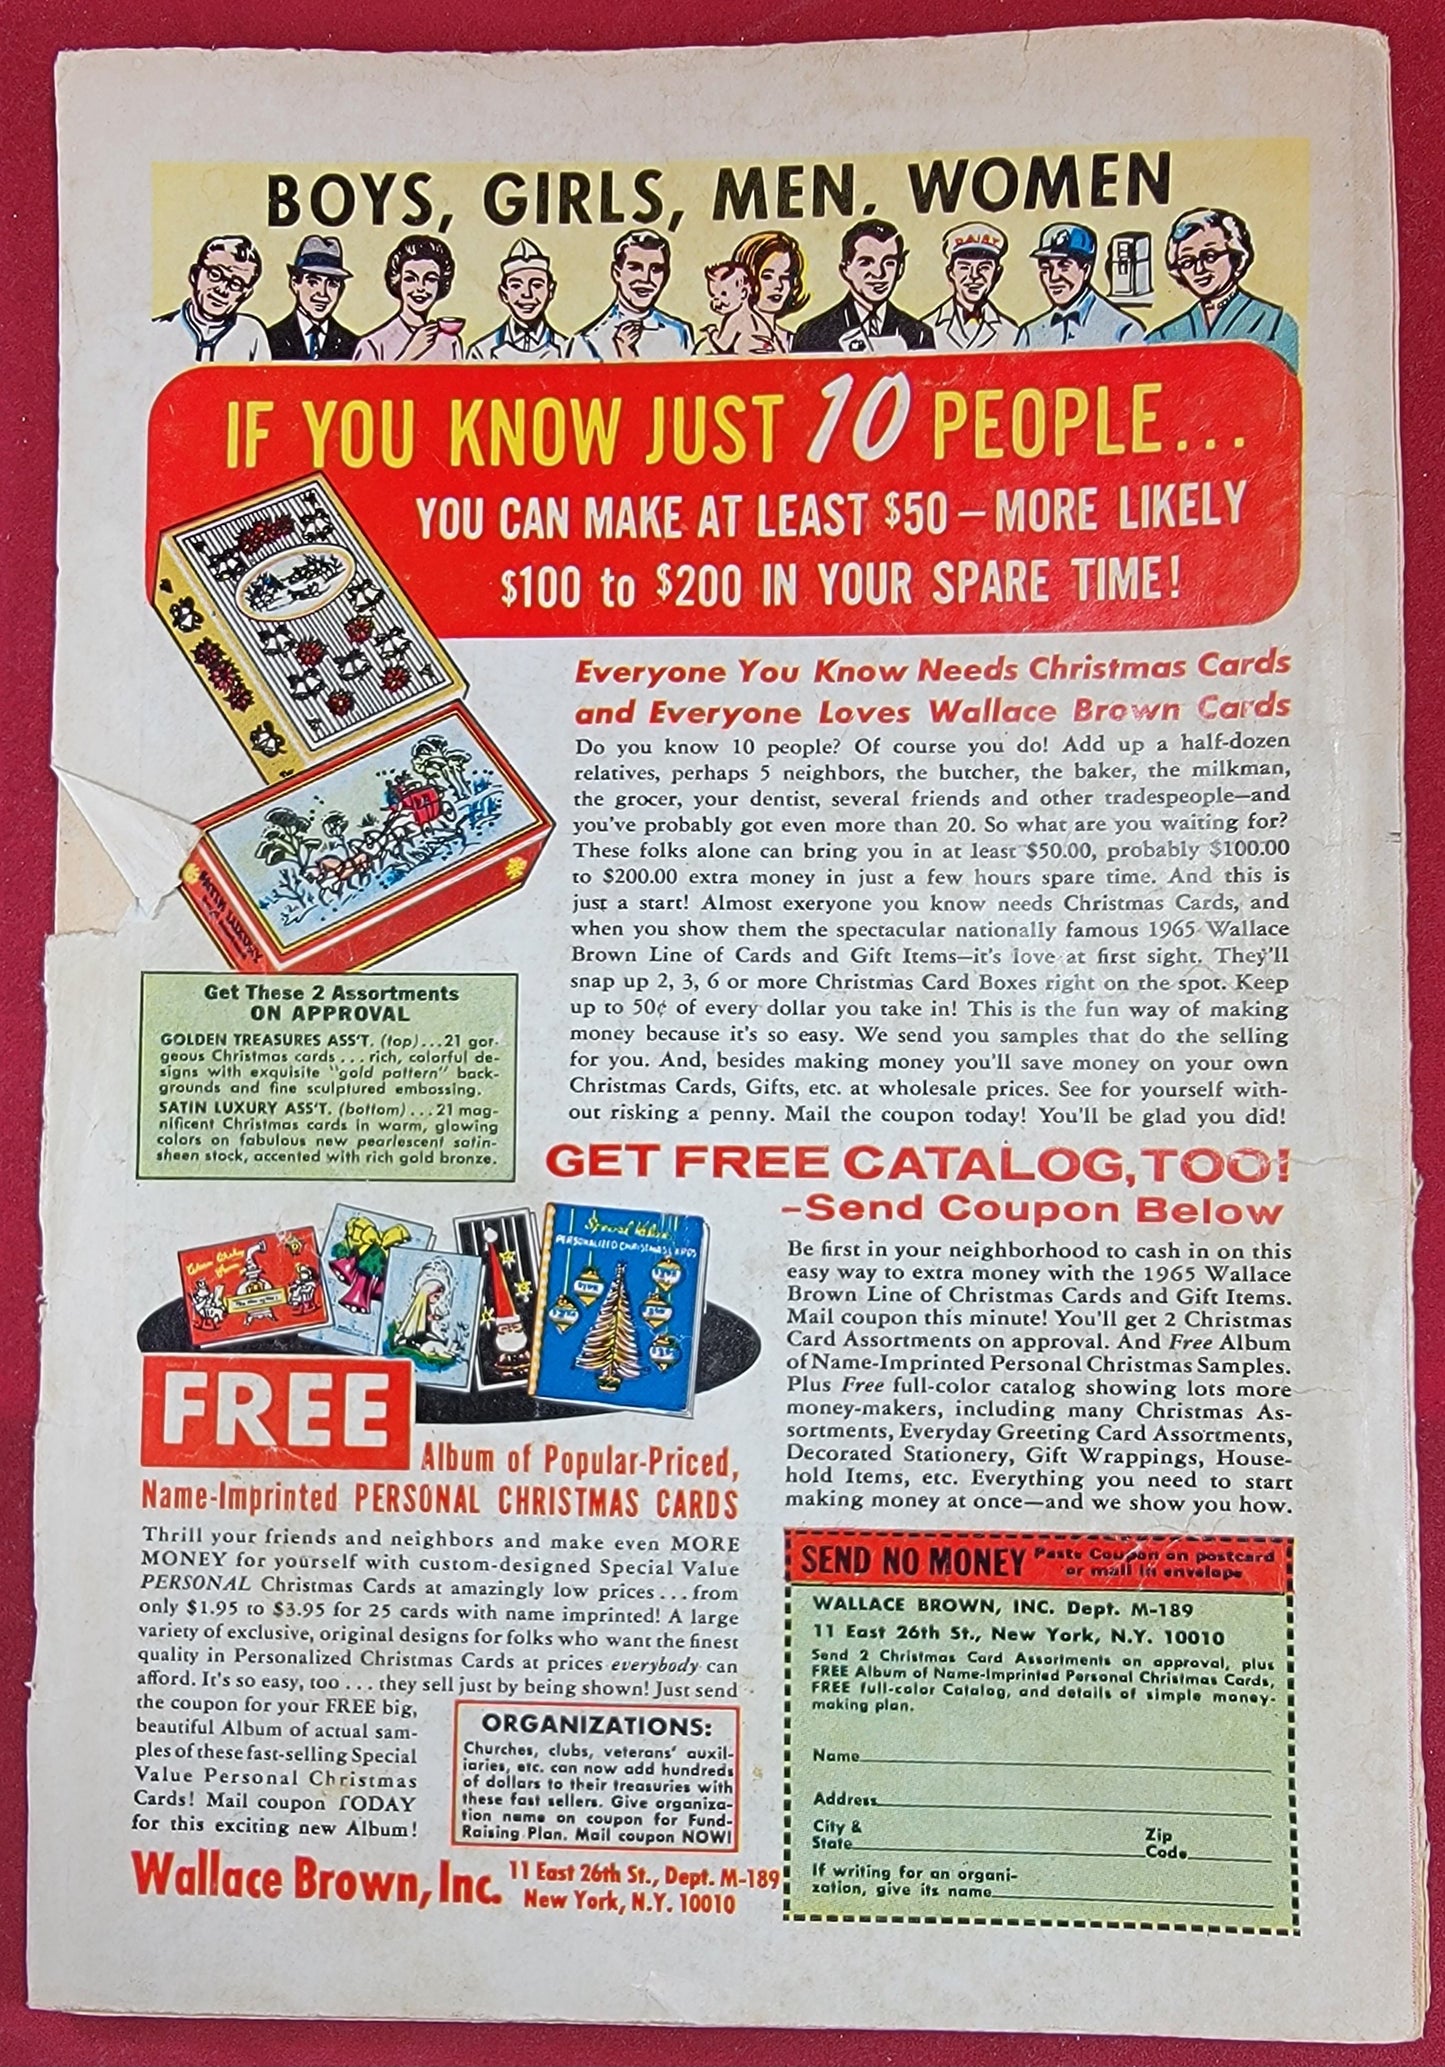 BOYS, GIRLS, MEN, WOMEN
DAIRY
IF YOU KNOW JUST 10 PEOPLE...
YOU CAN MAKE AT LEAST $50 – MORE LIKELY
$100 to $200 IN YOUR SPARE TIME!
Everyone You Know Needs Christmas Cards
and Everyone Loves Wallace Brown Cards
Do you know 10 people? Of course you do! Add up a half-dozen
relatives, perhaps 5 neighbors, the butcher, the baker, the milkman,
the grocer, your dentist, several friends and other tradespeople—and
you've probably got even more than 20. So what are you waiting for?
These folks alone can bring you in at least $50.00, probably $100.00
to $200.00 extra money in just a few hours spare time. And this is
just a start! Almost exeryone you know needs Christmas Cards, and
when you show them the spectacular nationally famous 1965 Wallace
Brown Line of Cards and Gift Items—it's love at first sight. They'll
snap up 2, 3, 6 or more Christmas Card Boxes right on the spot. Keep
up to 50¢ of every dollar you take in! This is the fun way of making
money because it's so easy. We send you samples that do the selling
for you. And, besides making money you'll save money on your own
Christmas Cards, Gifts, etc. at wholesale prices. See for yourself with-
out risking a penny. Mail the coupon today! You'll be glad you did!
SATIN LUXURY
Get These 2 Assortments
ON APPROVAL
GOLDEN TREASURES ASS'T. (top)...21 gor-
geous Christmas cards ... rich, colorful de-
signs with exquisite "gold pattern" back-
grounds and fine sculptured embossing.
SATIN LUXURY ASS'T. (bottom)...21 mag-
nificent Christmas cards in warm, glowing
colors on fabulous new pearlescent satin-
sheen stock, accented with rich gold bronze.
GET FREE CATALOG, TOO!
–Send Coupon Below
Be first in your neighborhood to cash in on this
easy way to extra money with the 1965 Wallace
Brown Line of Christmas Cards and Gift Items.
Mail coupon this minute! You'll get 2 Christmas
Card Assortments on approval. And Free Album
of Name-Imprinted Personal Christmas Samples.
Plus Free full-color catalog showing lots more
money-makers, including many Christmas As-
sortments, Everyday Greeting Card Assortments,
Decorated Stationery, Gift Wrappings, House-
hold Items, etc. Everything you need to start
making money at once—and we show you how.
Special Value
PERSONALIZED CHRISTMAS CARDS
FREE
Album of Popular-Priced,
Name-Imprinted PERSONAL CHRISTMAS CARDS
Thrill your friends and neighbors and make even MORE
MONEY for yourself with custom-designed Special Value
PERSONAL Christmas Cards at amazingly low prices ... from
only $1.95 to $3.95 for 25 cards with name imprinted! A large
variety of exclusive, original designs for folks who want the finest
quality in Personalized Christmas Cards at prices everybody can
afford. It's so easy, too ... they sell just by being shown! Just send
the coupon for your FREE big,
beautiful Album of actual sam-
ples of these fast-selling Special
Value Personal Christmas
Cards! Mail coupon TODAY
for this exciting new Album!
ORGANIZATIONS:
Churches, clubs, veterans' auxil-
iaries, etc. can now add hundreds
of dollars to their treasuries with
these fast sellers. Give organiza-
tion name on coupon for Fund-
Raising Plan. Mail coupon NOW!
Wallace Brown, Inc.
11 East 26th St., Dept. M-189
New York, N.Y. 10010
SEND NO MONEY Paste Coupon on postcard
or mail in envelope
WALLACE BROWN, INC. Dept. M-189
11 East 26th St., New York, N.Y. 10010
Send 2 Christmas Card Assortments on approval, plus
FREE Album of Name-Imprinted Personal Christmas Cards,
FREE full-color Catalog, and details of simple money-
making plan.
Name
Address
City &
State
Zip
Code
If writing for an organi-
zation, give its name